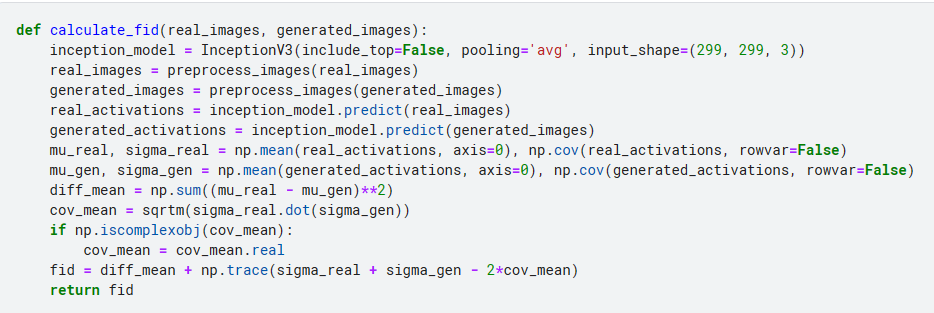 def calculate_fid(real_images, generated_images):
    inception_model = InceptionV3(include_top=False, pooling='avg', input_shape=(299, 299, 3))
    real_images = preprocess_images(real_images)
    generated_images = preprocess_images(generated_images)
    real_activations = inception_model.predict(real_images)
    generated_activations = inception_model.predict(generated_images)
    mu_real, sigma_real = np.mean(real_activations, axis=0), np.cov(real_activations, rowvar=False)
    mu_gen, sigma_gen = np.mean(generated_activations, axis=0), np.cov(generated_activations, rowvar=False)
    diff_mean = np.sum((mu_real - mu_gen)**2)
    cov_mean = sqrtm(sigma_real.dot(sigma_gen))
    if np.iscomplexobj(cov_mean):
        cov_mean = cov_mean.real
    fid = diff_mean + np.trace(sigma_real + sigma_gen - 2*cov_mean)
    return fid